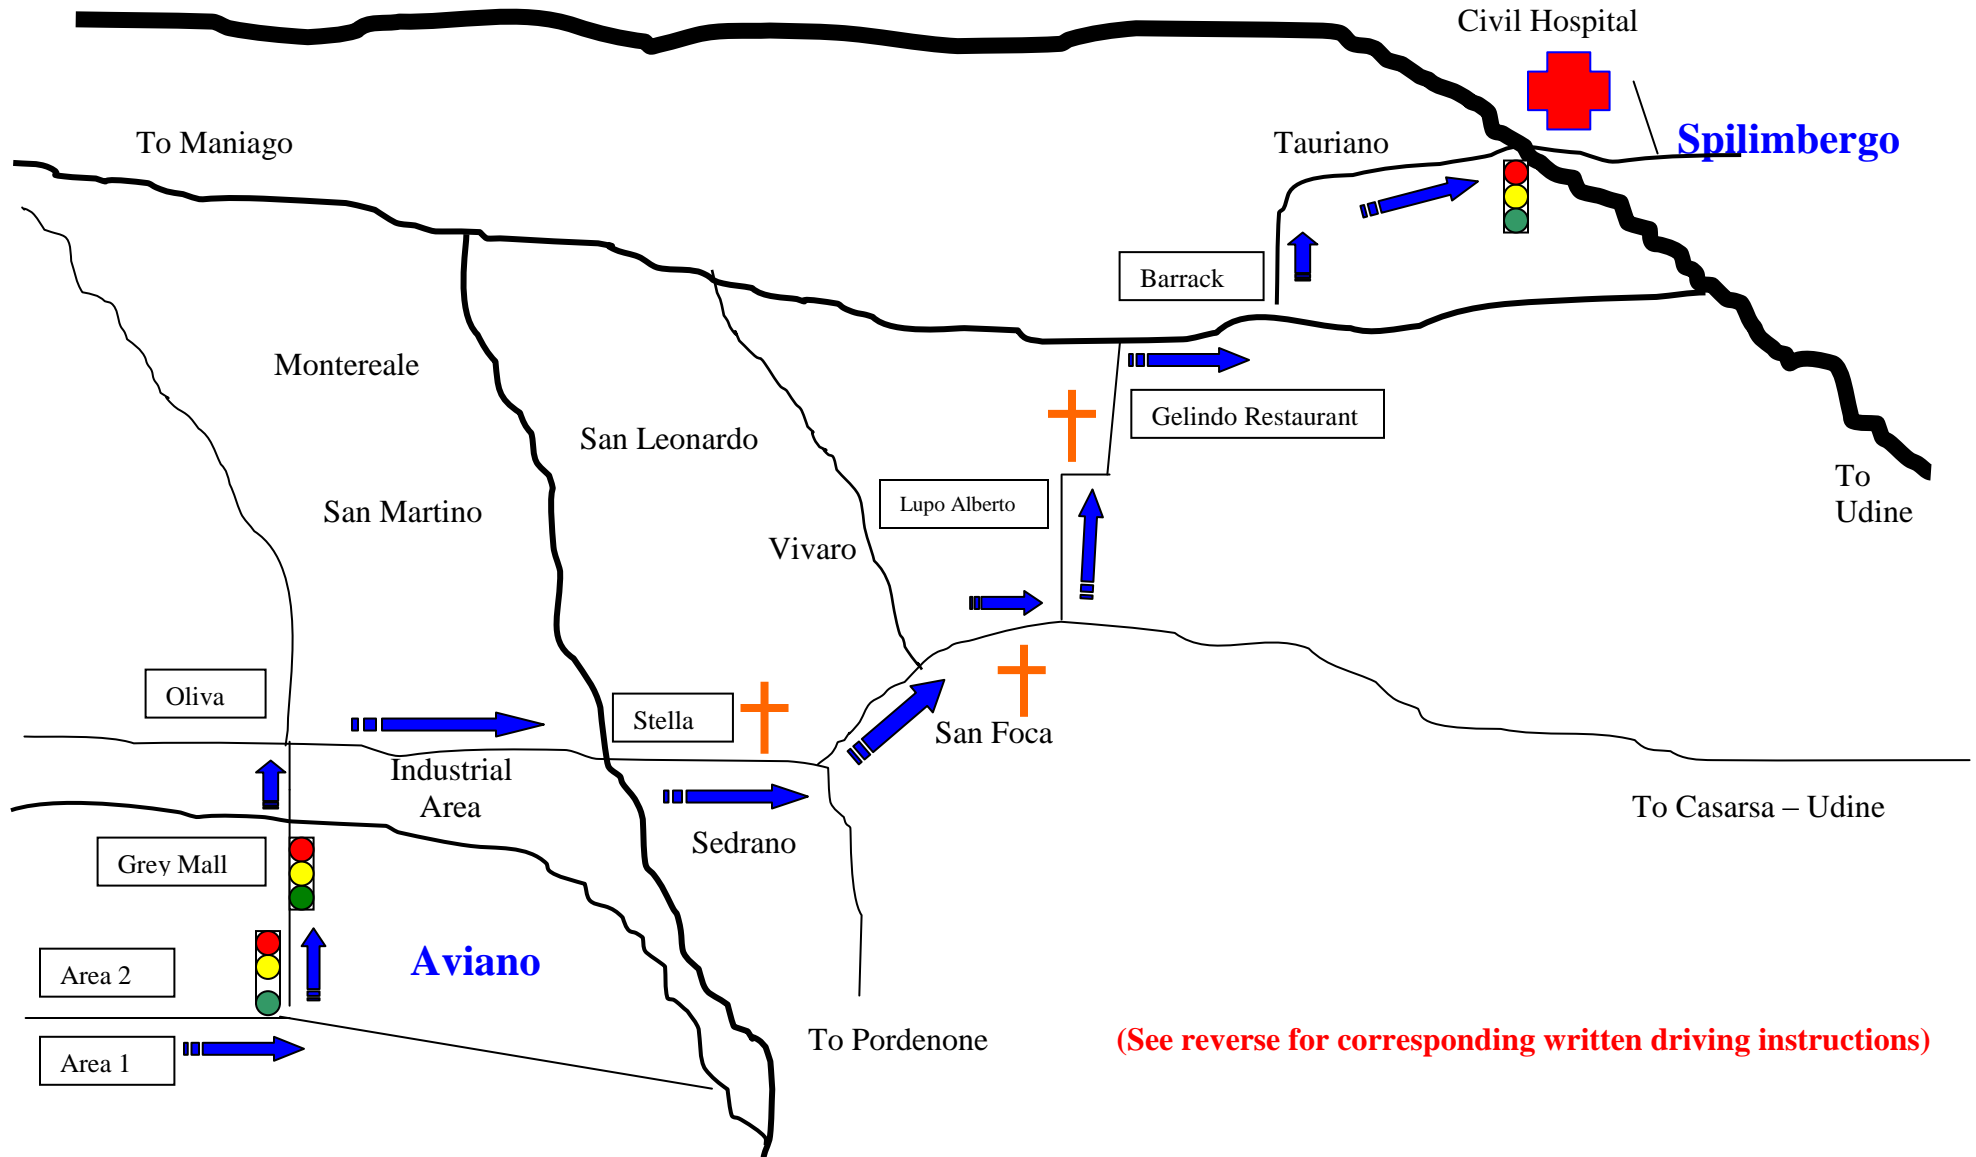 Civil Hospital
To Maniago
Tauriano
Spilimbergo
Barrack
Montereale
Gelindo Restaurant
San Leonardo
To
Udine
Lupo Alberto
San Martino
Vivaro
Oliva
Stella
San Foca
Industrial
Area
To Casarsa – Udine
Sedrano
Grey Mall
Aviano
Area 2
To Pordenone
(See reverse for corresponding written driving instructions)
Area 1